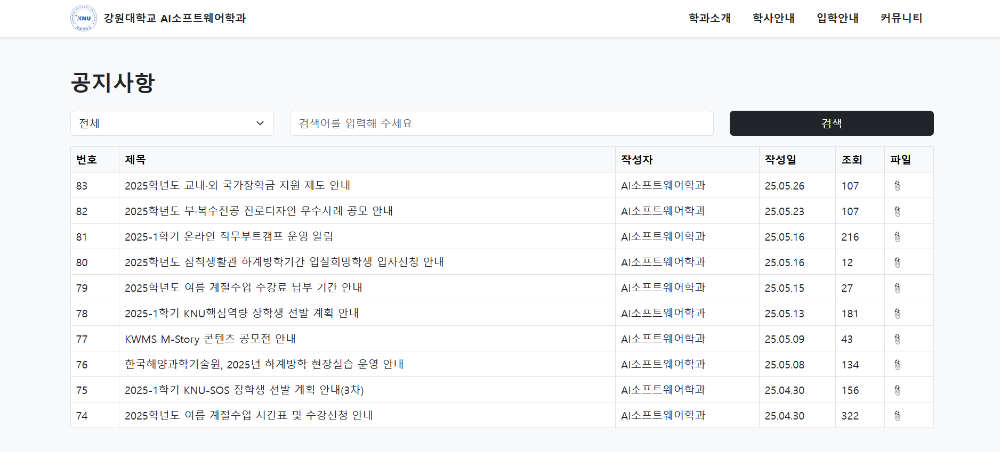 KNU 강원대학교 AI소프트웨어학과 학과소개 학사안내 입학안내 커뮤니티
공지사항
전체 검색어를 입력해 주세요 검색
번호 제목 작성자 작성일 조회 파일
83 2025학년도 교내·외 국가장학금 지원 제도 안내 AI소프트웨어학과 25.05.26 107
82 2025학년도 부·복수전공 진로디자인 우수사례 공모 안내 AI소프트웨어학과 25.05.23 107
81 2025-1학기 온라인 직무부트캠프 운영 알림 AI소프트웨어학과 25.05.16 216
80 2025학년도 삼척생활관 하계방학기간 입실희망학생 입사신청 안내 AI소프트웨어학과 25.05.16 12
79 2025학년도 여름 계절수업 수강료 납부 기간 안내 AI소프트웨어학과 25.05.15 27
78 2025-1학기 KNU핵심역량 장학생 선발 계획 안내 AI소프트웨어학과 25.05.13 181
77 KWMS M-Story 콘텐츠 공모전 안내 AI소프트웨어학과 25.05.09 43
76 한국해양과학기술원, 2025년 하계방학 현장실습 운영 안내 AI소프트웨어학과 25.05.08 134
75 2025-1학기 KNU-SOS 장학생 선발 계획 안내(3차) AI소프트웨어학과 25.04.30 156
74 2025학년도 여름 계절수업 시간표 및 수강신청 안내 AI소프트웨어학과 25.04.30 322